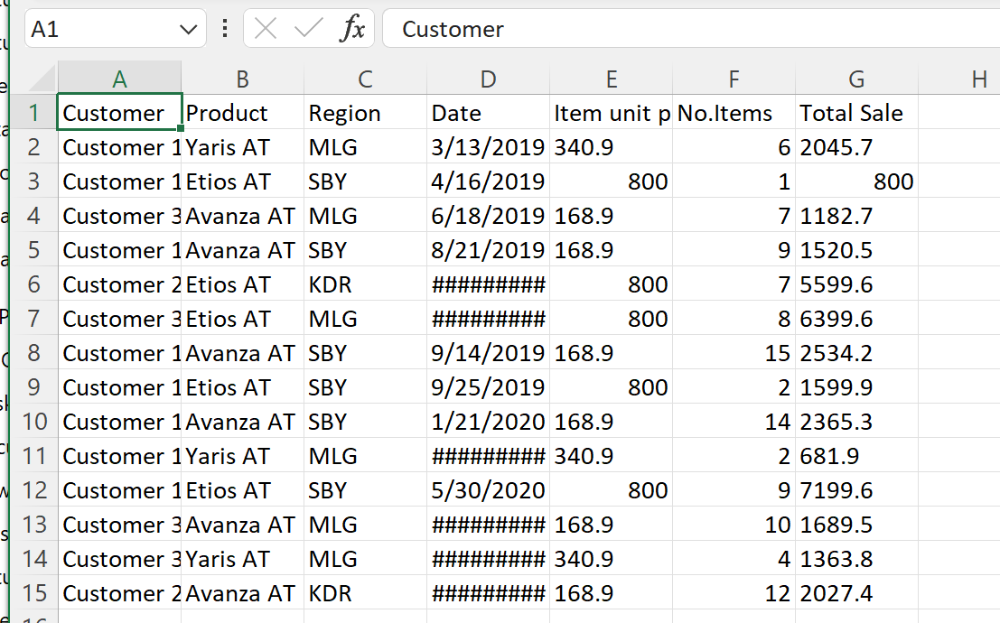 A1 fx Customer
A B C D E F G H
1 Customer Product Region Date Item unit p No.Items Total Sale
2 Customer 1 Yaris AT MLG 3/13/2019 340.9 6 2045.7
3 Customer 1 Etios AT SBY 4/16/2019 800 1 800
4 Customer 3 Avanza AT MLG 6/18/2019 168.9 7 1182.7
5 Customer 1 Avanza AT SBY 8/21/2019 168.9 9 1520.5
6 Customer 2 Etios AT KDR ######### 800 7 5599.6
7 Customer 3 Etios AT MLG ######### 800 8 6399.6
8 Customer 1 Avanza AT SBY 9/14/2019 168.9 15 2534.2
9 Customer 1 Etios AT SBY 9/25/2019 800 2 1599.9
10 Customer 1 Avanza AT SBY 1/21/2020 168.9 14 2365.3
11 Customer 1 Yaris AT MLG ######### 340.9 2 681.9
12 Customer 1 Etios AT SBY 5/30/2020 800 9 7199.6
13 Customer 3 Avanza AT MLG ######### 168.9 10 1689.5
14 Customer 3 Yaris AT MLG ######### 340.9 4 1363.8
15 Customer 2 Avanza AT KDR ######### 168.9 12 2027.4